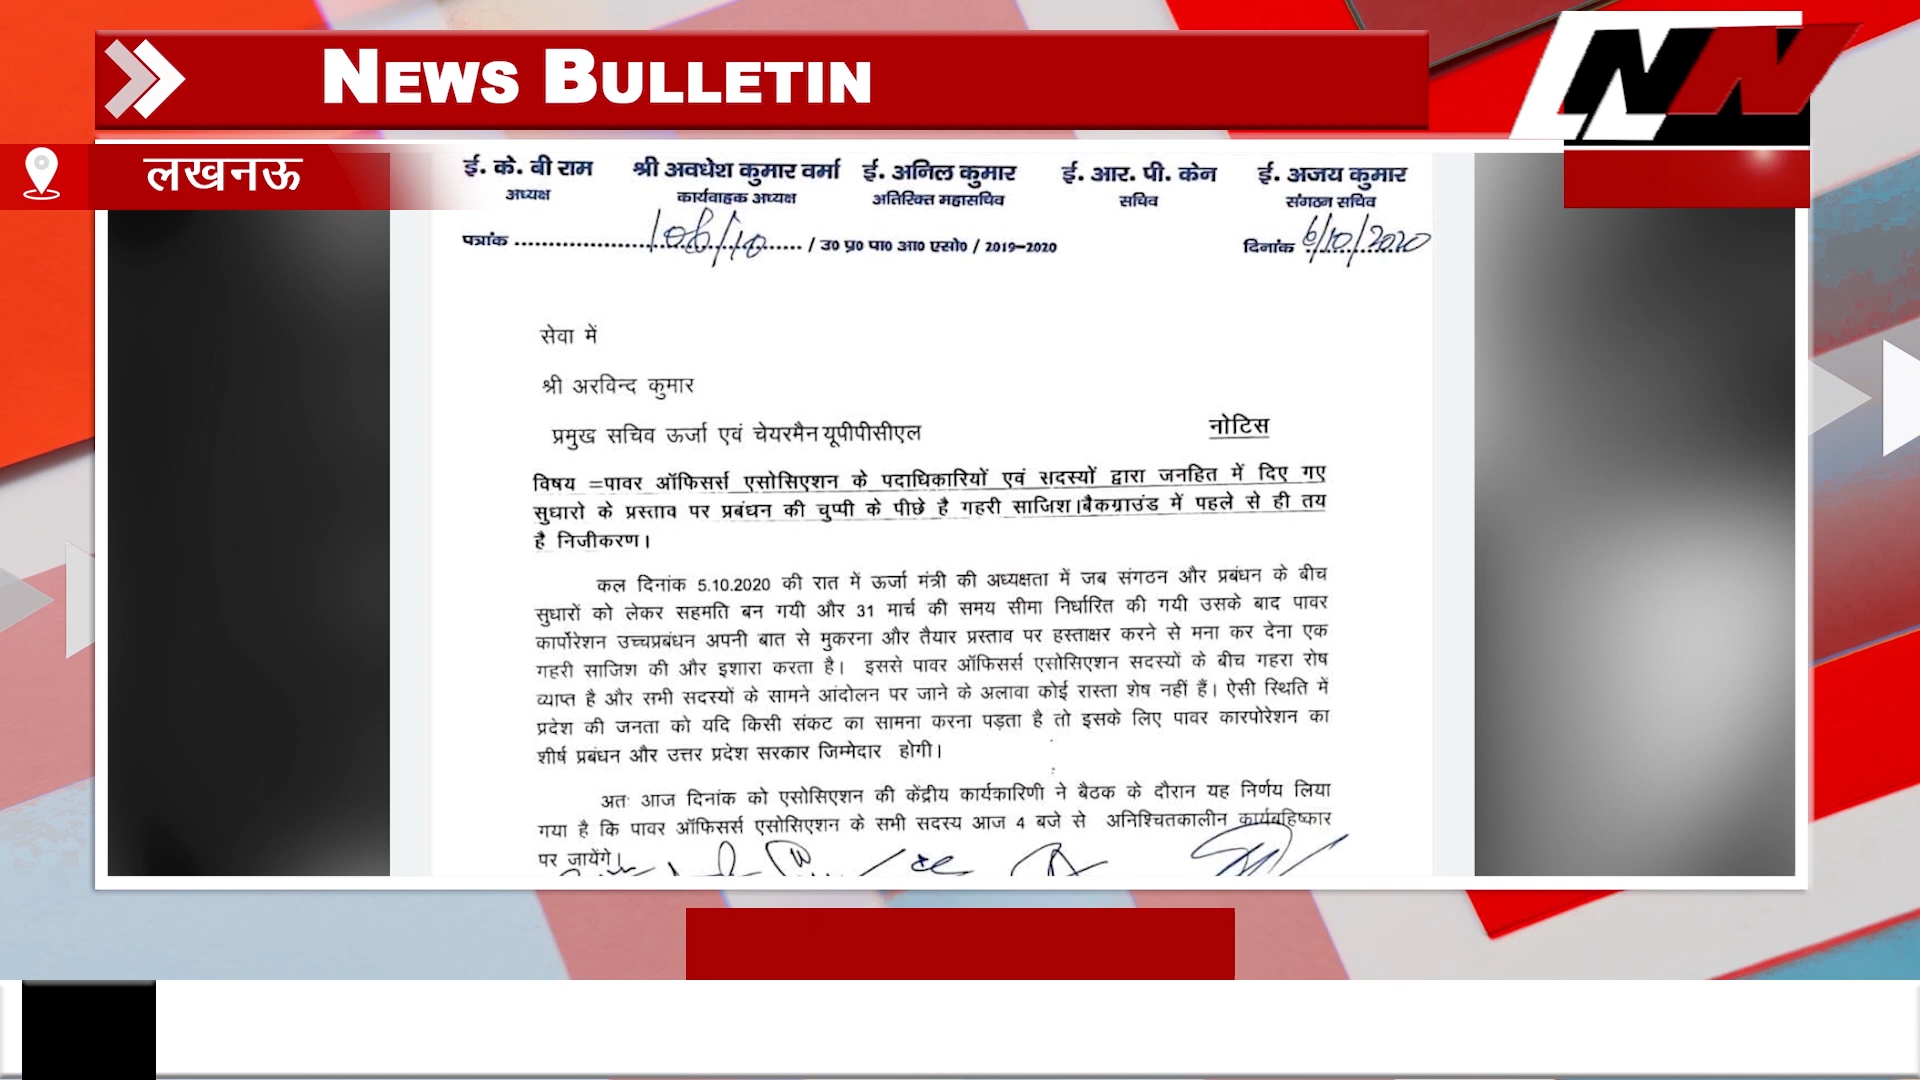 News Bulletin
NN
लखनऊ
ई. के. बी राम श्री अवधेश कुमार वर्मा ई. अनिल कुमार ई. आर. पी. केन ई. अजय कुमार
अध्यक्ष कार्यवाहक अध्यक्ष अतिरिक्त महासचिव सचिव संगठन सचिव
पत्रांक ........................................... / उ० प्र० पा० आ० एसो० / 2019-2020 दिनांक 6/10/2020
सेवा में
श्री अरविन्द कुमार
प्रमुख सचिव ऊर्जा एवं चेयरमैन यूपीपीसीएल नोटिस
विषय =पावर ऑफिसर्स एसोसिएशन के पदाधिकारियों एवं सदस्यों द्वारा जनहित में दिए गए
सुधारो के प्रस्ताव पर प्रबंधन की चुप्पी के पीछे है गहरी साजिश।बैकग्राउंड में पहले से ही तय
है निजीकरण।
कल दिनांक 5.10.2020 की रात में ऊर्जा मंत्री की अध्यक्षता में जब संगठन और प्रबंधन के बीच
सुधारों को लेकर सहमति बन गयी और 31 मार्च की समय सीमा निर्धारित की गयी उसके बाद पावर
कार्पोरेशन उच्चप्रबंधन अपनी बात से मुकरना और तैयार प्रस्ताव पर हस्ताक्षर करने से मना कर देना एक
गहरी साजिश की और इशारा करता है। इससे पावर ऑफिसर्स एसोसिएशन सदस्यों के बीच गहरा रोष
व्याप्त है और सभी सदस्यों के सामने आंदोलन पर जाने के अलावा कोई रास्ता शेष नहीं हैं। ऐसी स्थिति में
प्रदेश की जनता को यदि किसी संकट का सामना करना पड़ता है तो इसके लिए पावर कारपोरेशन का
शीर्ष प्रबंधन और उत्तर प्रदेश सरकार जिम्मेदार होगी।
अतः आज दिनांक को एसोसिएशन की केंद्रीय कार्यकारिणी ने बैठक के दौरान यह निर्णय लिया
गया है कि पावर ऑफिसर्स एसोसिएशन के सभी सदस्य आज 4 बजे से अनिश्चितकालीन कार्यबहिष्कार
पर जायेंगे।